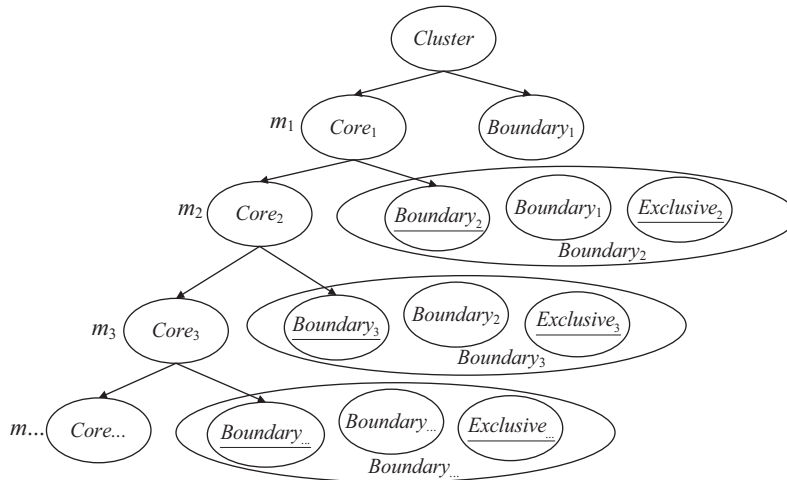 Cluster
m₁ Core₁ Boundary₁
m₂ Core₂ Boundary₂ Boundary₁ Exclusive₂
Boundary₂
m₃ Core₃ Boundary₃ Boundary₂ Exclusive₃
Boundary₃
m... Core... Boundary... Boundary... Exclusive...
Boundary...